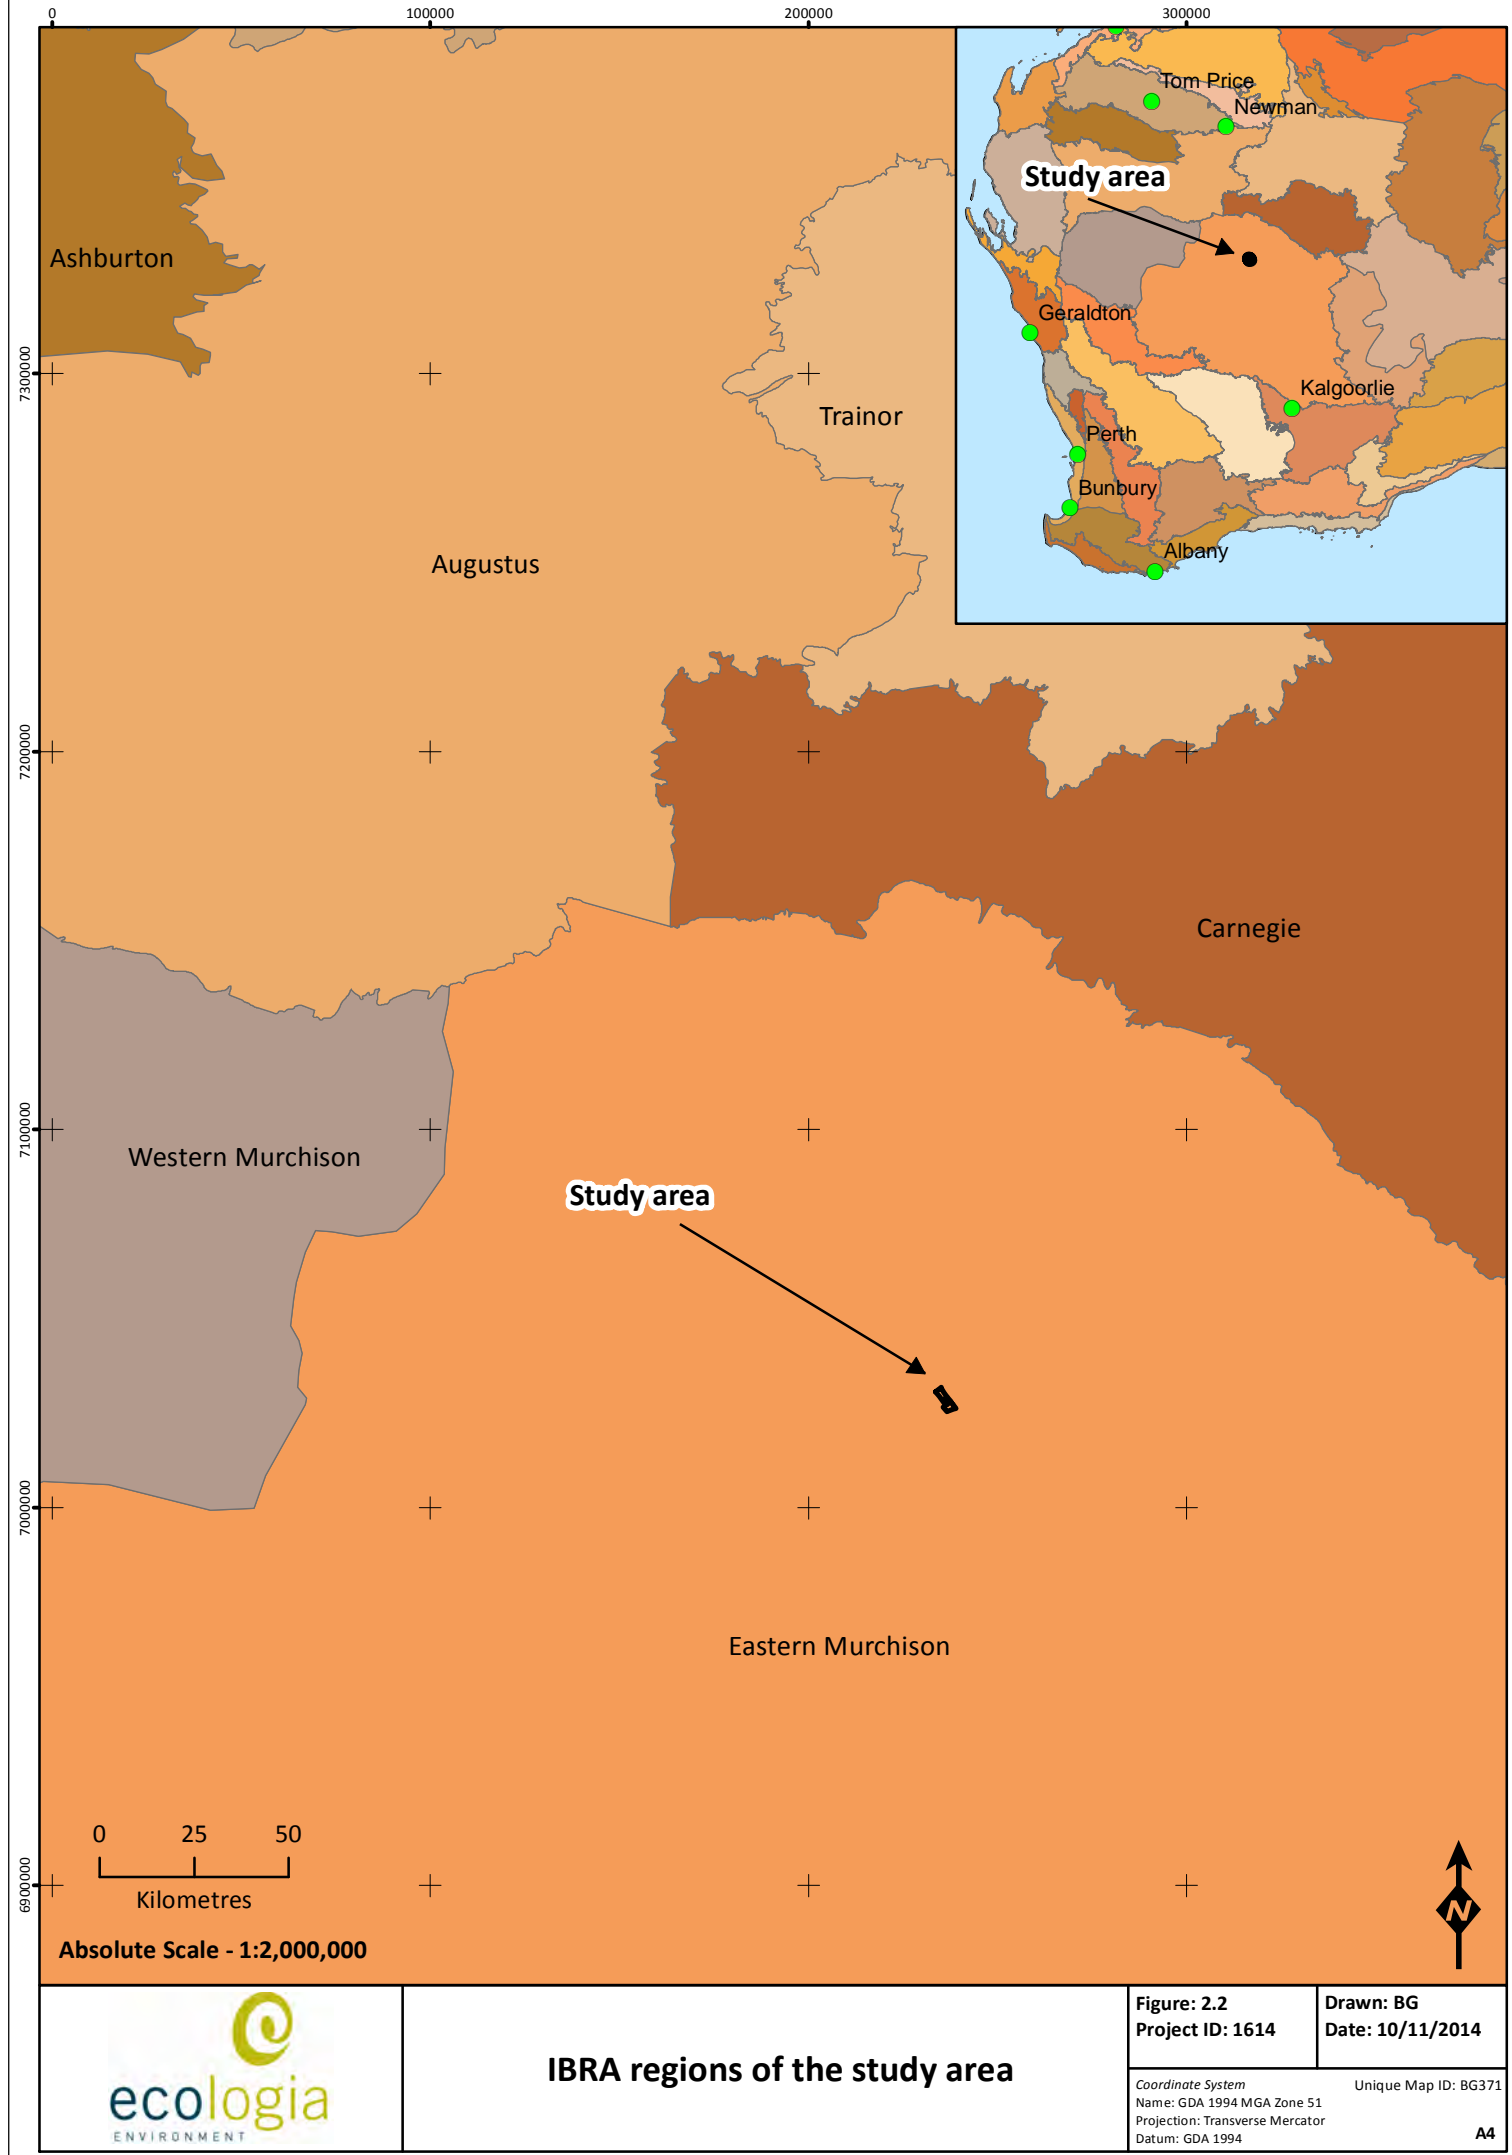 0 100000 200000 300000
Tom Price
Newman
Study area
Geraldton
Kalgoorlie
Perth
Bunbury
Albany
Ashburton
7300000
Trainor
Augustus
7200000
Carnegie
7100000
Western Murchison
Study area
7000000
Eastern Murchison
0 25 50
Kilometres
6900000
N
Absolute Scale - 1:2,000,000
ecologia
ENVIRONMENT
IBRA regions of the study area
Figure: 2.2
Project ID: 1614
Drawn: BG
Date: 10/11/2014
Coordinate System
Name: GDA 1994 MGA Zone 51
Projection: Transverse Mercator
Datum: GDA 1994
Unique Map ID: BG371
A4